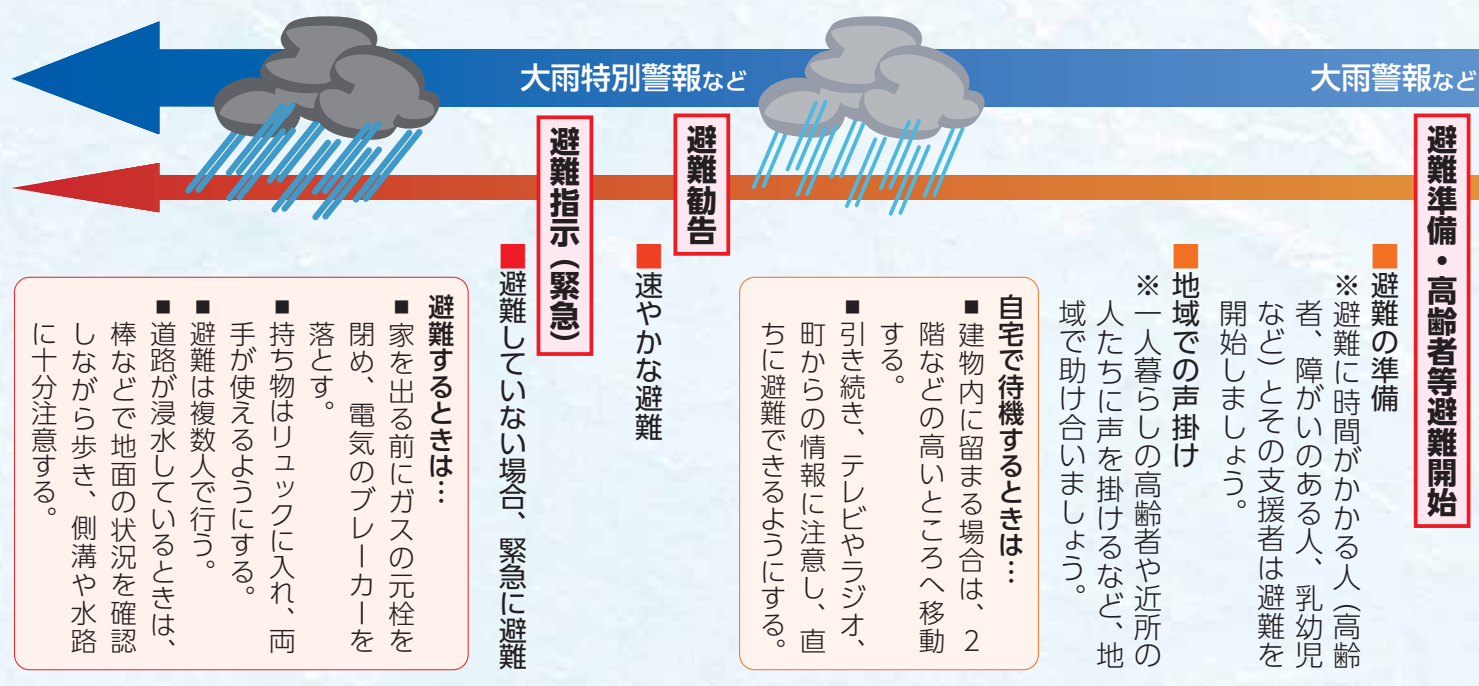 大雨警報など
大雨特別警報など
避難準備・高齢者等避難開始
■避難の準備
※避難に時間がかかる人(高齢
者、障がいのある人、乳幼児
など)とその支援者は避難を
開始しましょう。
■地域での声掛け
※一人暮らしの高齢者や近所の
人たちに声を掛けるなど、地
域で助け合いましょう。
自宅で待機するときは…
■建物内に留まる場合は、2
階などの高いところへ移動
する。
■引き続き、テレビやラジオ、
町からの情報に注意し、直
ちに避難できるようにする。
避難勧告
■速やかな避難
避難指示(緊急)
■避難していない場合、緊急に避難
避難するときは…
■家を出る前にガスの元栓を
閉め、電気のブレーカーを
落とす。
■持ち物はリュックに入れ、両
手が使えるようにする。
■避難は複数人で行う。
■道路が浸水しているときは、
棒などで地面の状況を確認
しながら歩き、側溝や水路
に十分注意する。